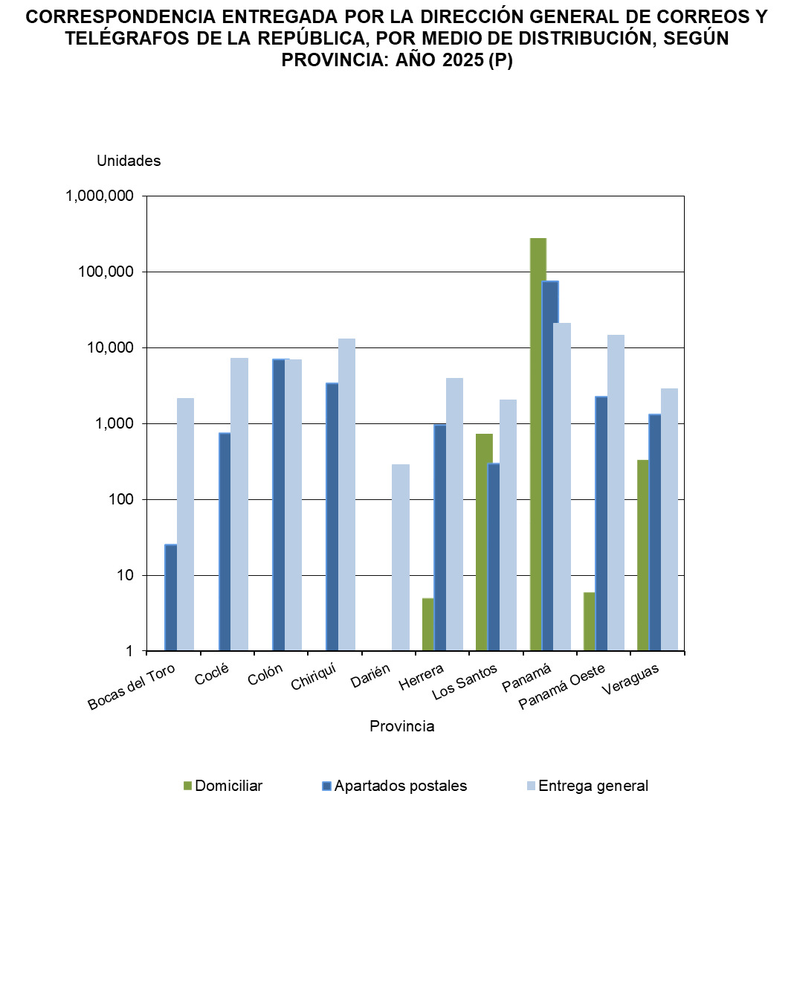 CORRESPONDENCIA ENTREGADA POR LA DIRECCIÓN GENERAL DE CORREOS Y
TELÉGRAFOS DE LA REPÚBLICA, POR MEDIO DE DISTRIBUCIÓN, SEGÚN
PROVINCIA: AÑO 2025 (P)
Unidades
1,000,000
100,000
10,000
1,000
100
10
1
Bocas del Toro
Coclé
Colón
Chiriquí
Darién
Herrera
Los Santos
Panamá
Panamá Oeste
Veraguas
Provincia
Domiciliar
Apartados postales
Entrega general